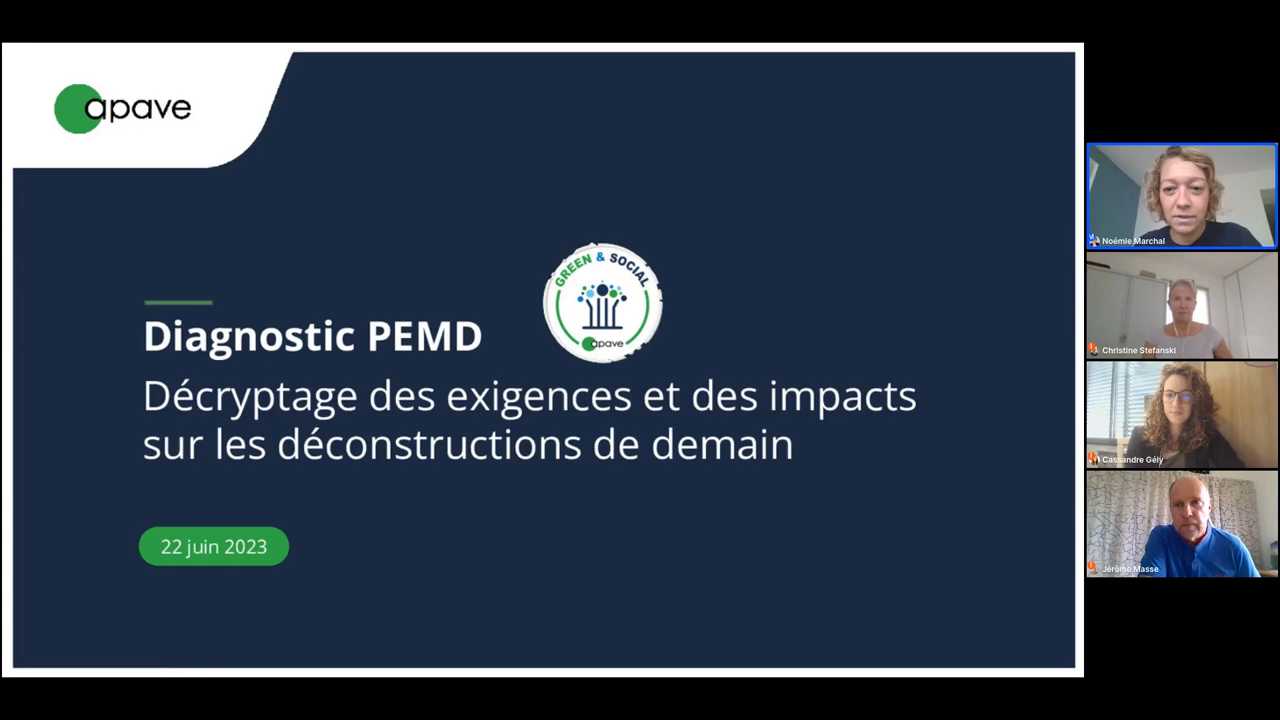 apave
GREEN & SOCIAL
apave
Diagnostic PEMD
Décryptage des exigences et des impacts
sur les déconstructions de demain
22 juin 2023
Noémie Marchal
Christine Stefanski
Cassandre Gély
Jérôme Masse